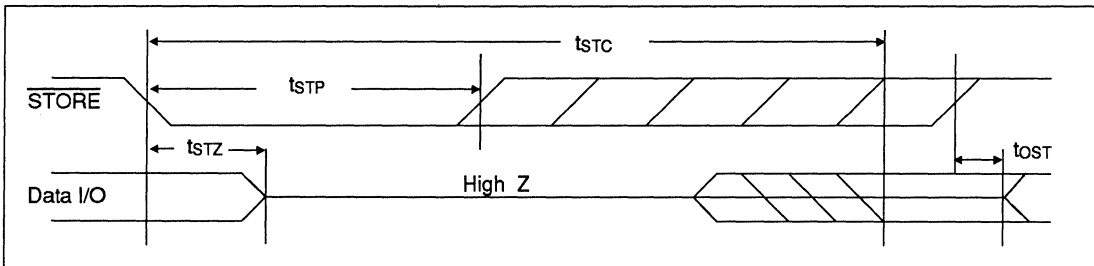 tSTC
tSTP
STORE
tSTZ
tOST
High Z
Data I/O